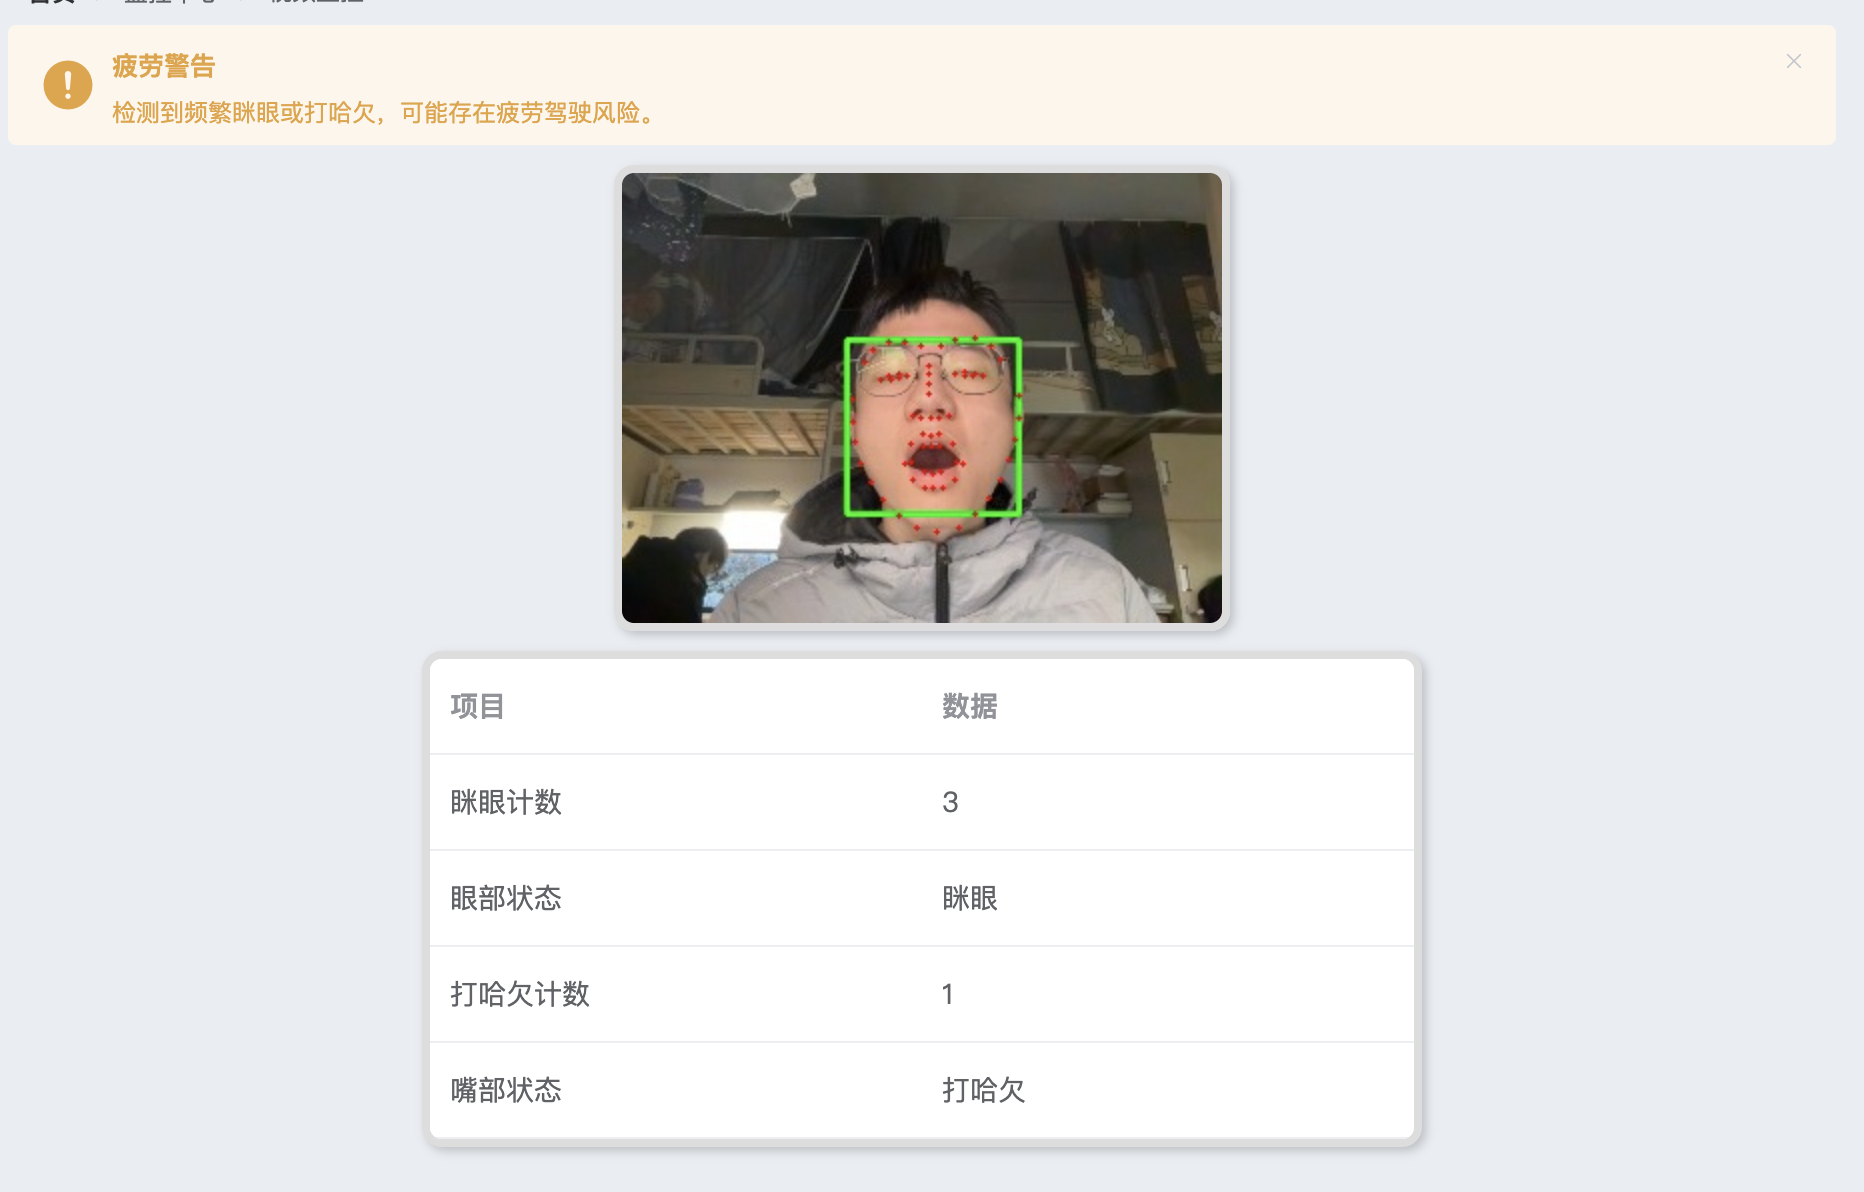 疲劳警告
检测到频繁眯眼或打哈欠，可能存在疲劳驾驶风险。
项目 数据
眯眼计数 3
眼部状态 眯眼
打哈欠计数 1
嘴部状态 打哈欠